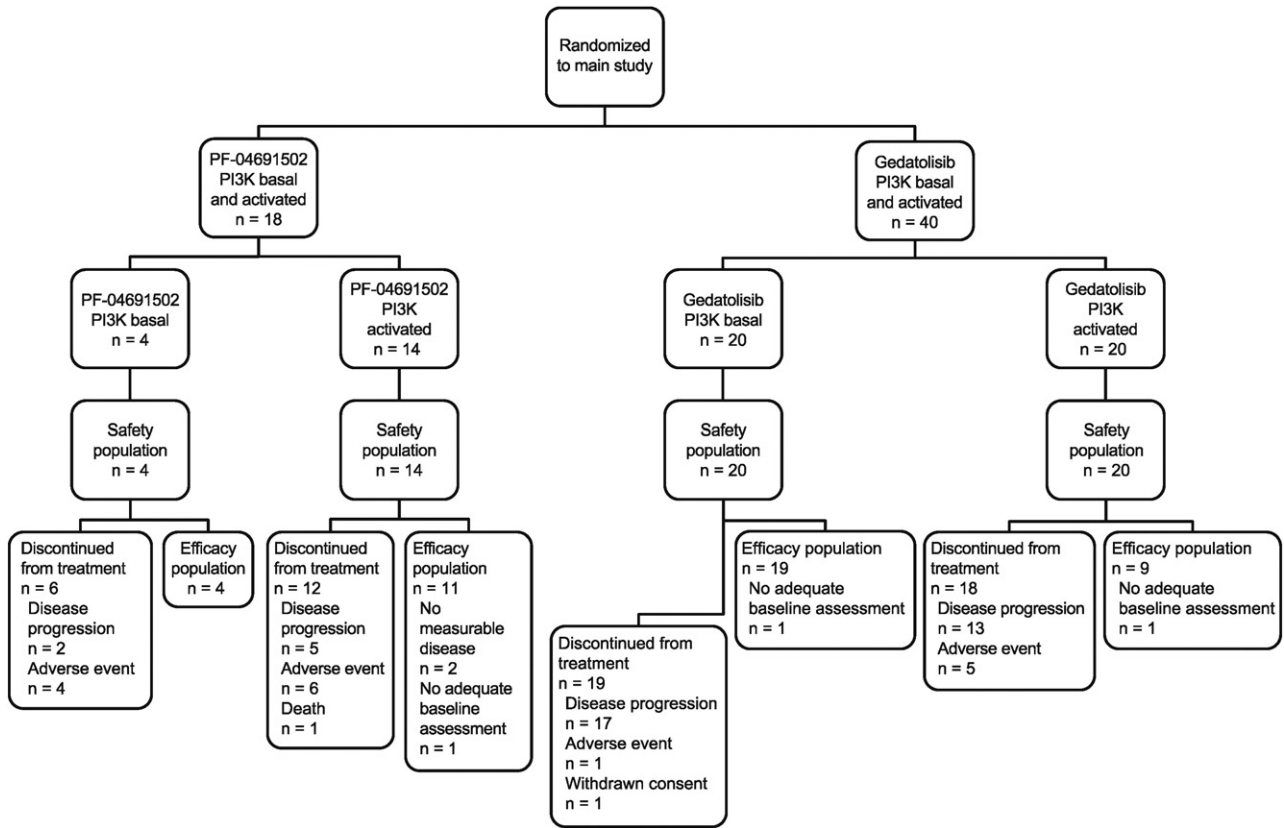 Randomized
to main study
PF-04691502
PI3K basal
and activated
n = 18
Gedatolisib
PI3K basal
and activated
n = 40
PF-04691502
PI3K basal
n = 4
PF-04691502
PI3K
activated
n = 14
Gedatolisib
PI3K basal
n = 20
Gedatolisib
PI3K
activated
n = 20
Safety
population
n = 4
Safety
population
n = 14
Safety
population
n = 20
Safety
population
n = 20
Discontinued
from treatment
n = 6
Disease
progression
n = 2
Adverse event
n = 4
Efficacy
population
n = 4
Discontinued
from treatment
n = 12
Disease
progression
n = 5
Adverse event
n = 6
Death
n = 1
Efficacy
population
n = 11
No
measurable
disease
n = 2
No adequate
baseline
assessment
n = 1
Discontinued from
treatment
n = 19
Disease progression
n = 17
Adverse event
n = 1
Withdrawn consent
n = 1
Efficacy population
n = 19
No adequate
baseline assessment
n = 1
Discontinued from
treatment
n = 18
Disease progression
n = 13
Adverse event
n = 5
Efficacy population
n = 9
No adequate
baseline assessment
n = 1